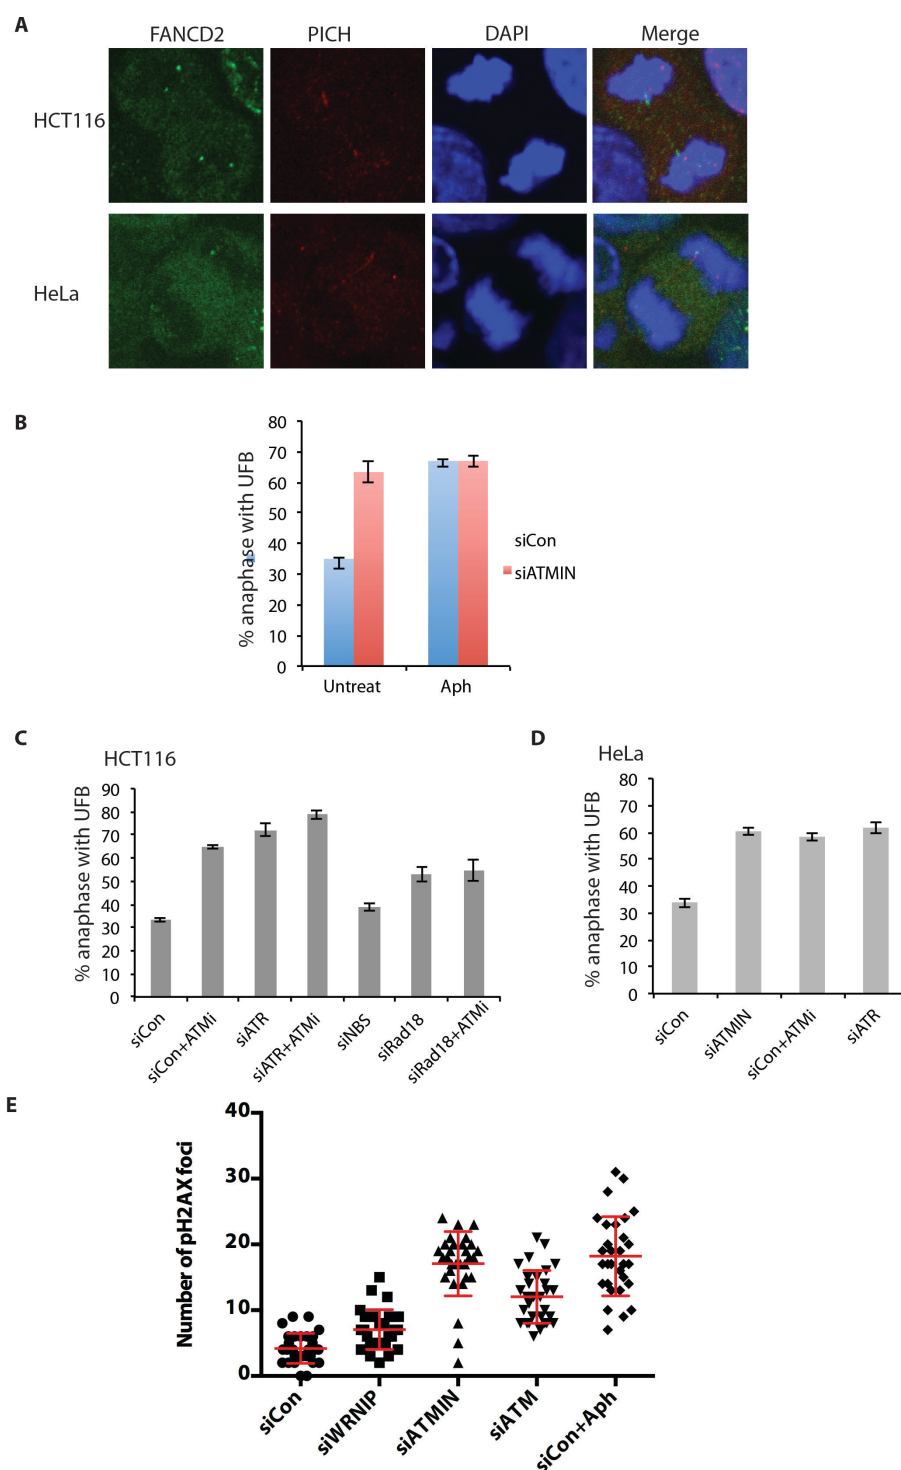 A
FANCD2 PICH DAPI Merge
HCT116
HeLa
B
% anaphase with UFB
80
70
60
50
40
30
20
10
0
Untreat Aph
siCon
siATMIN
C
HCT116
% anaphase with UFB
90
80
70
60
50
40
30
20
10
0
siCon siCon+ATMi siATR siATR+ATMi siNBS siRad18 siRad18+ATMi
D
HeLa
% anaphase with UFB
80
70
60
50
40
30
20
10
0
siCon siATMIN siCon+ATMi siATR
E
Number of pH2AX foci
40
30
20
10
0
siCon siWRNIP siATMIN siATM siCon+Aph